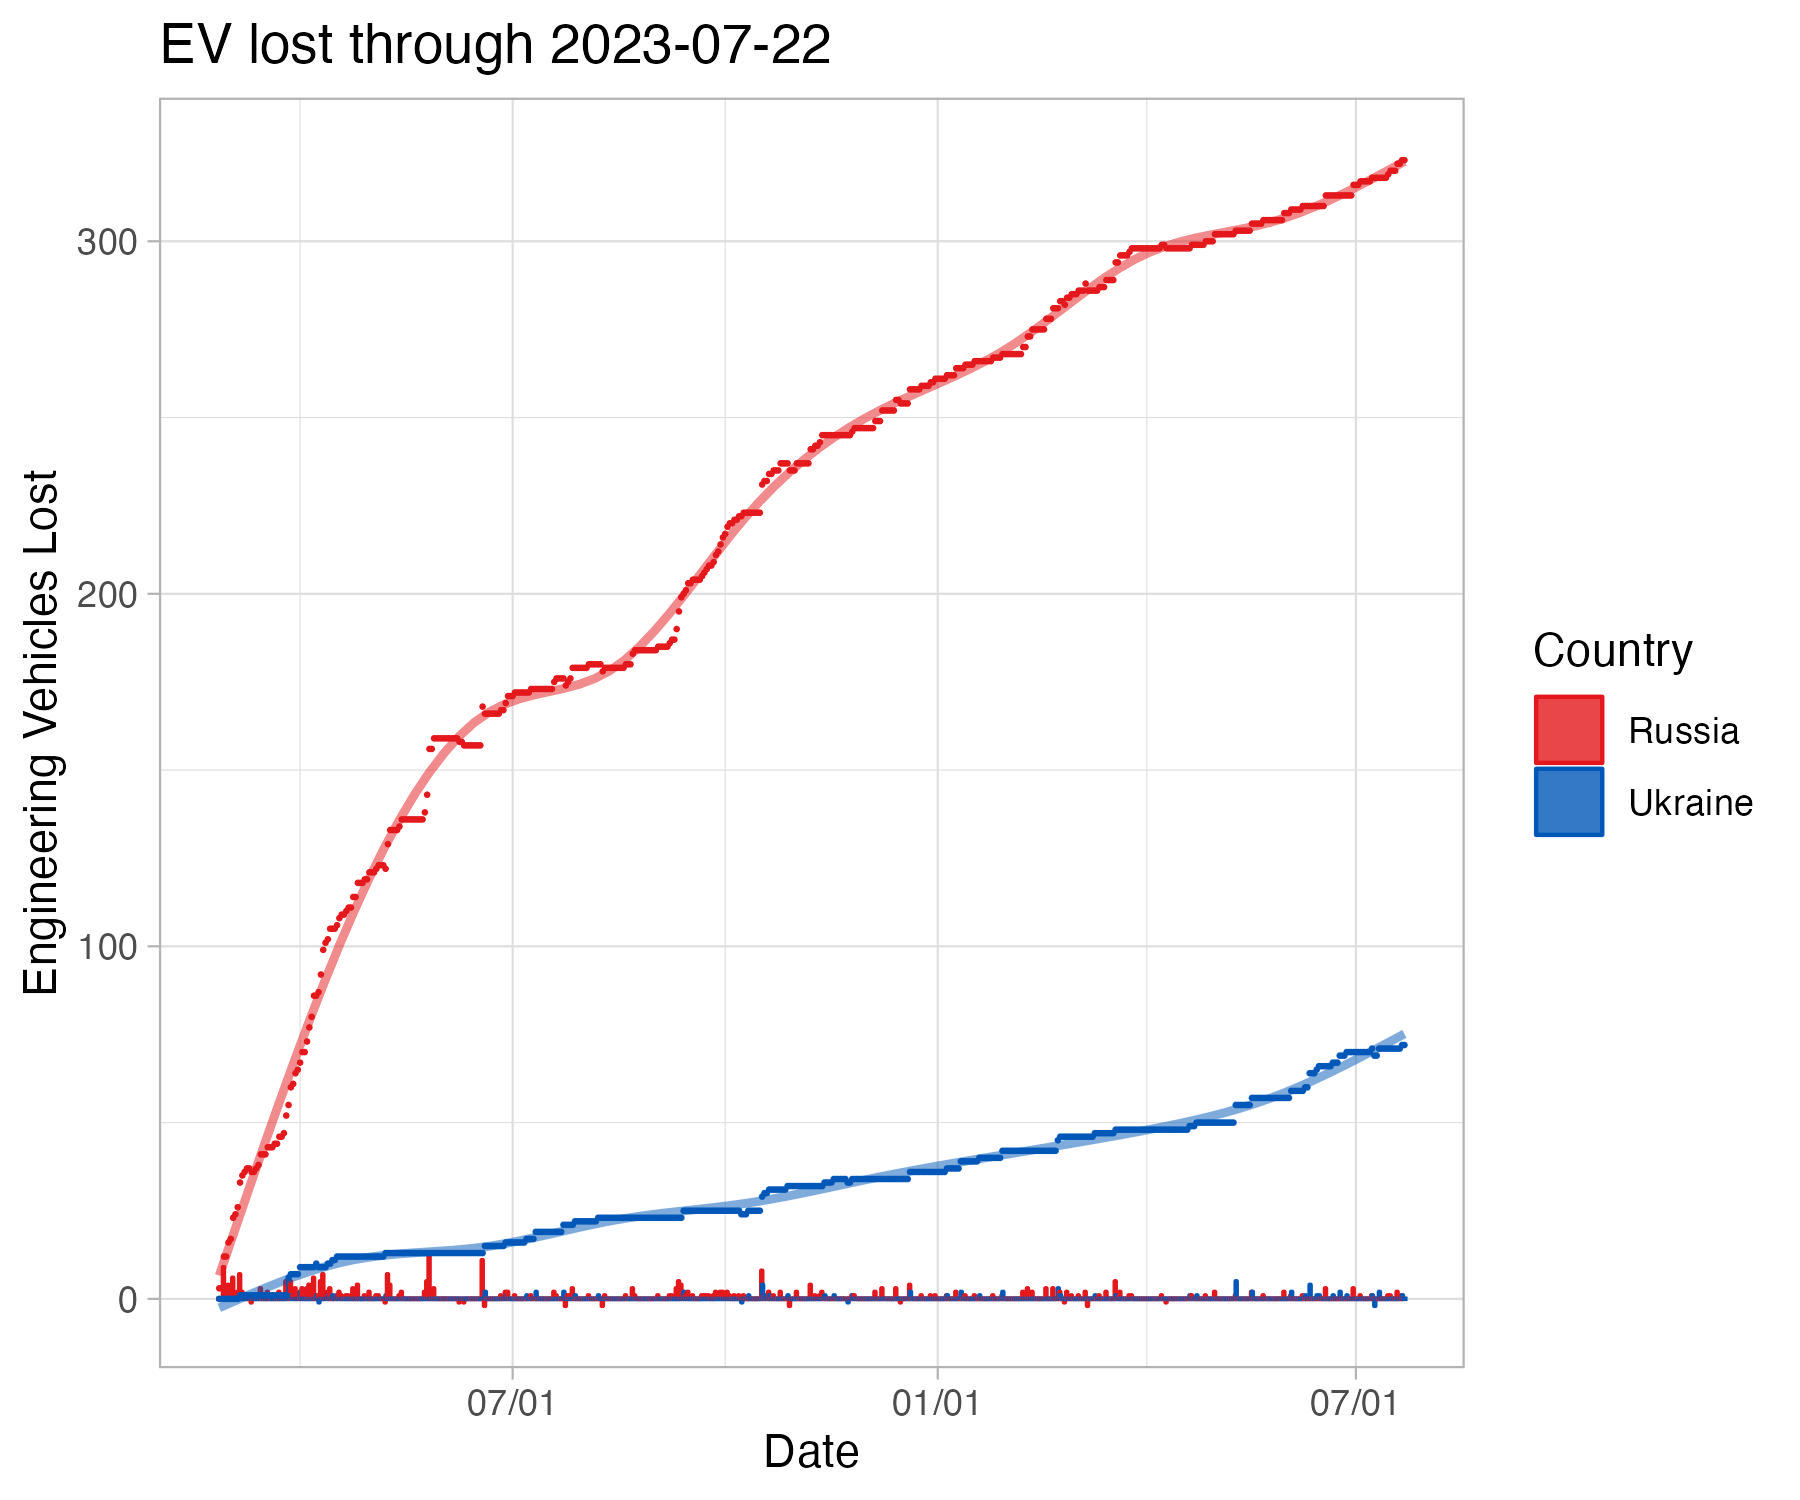 EV lost through 2023-07-22
Engineering Vehicles Lost
300
200
100
0
07/01
01/01
07/01
Date
Country
Russia
Ukraine